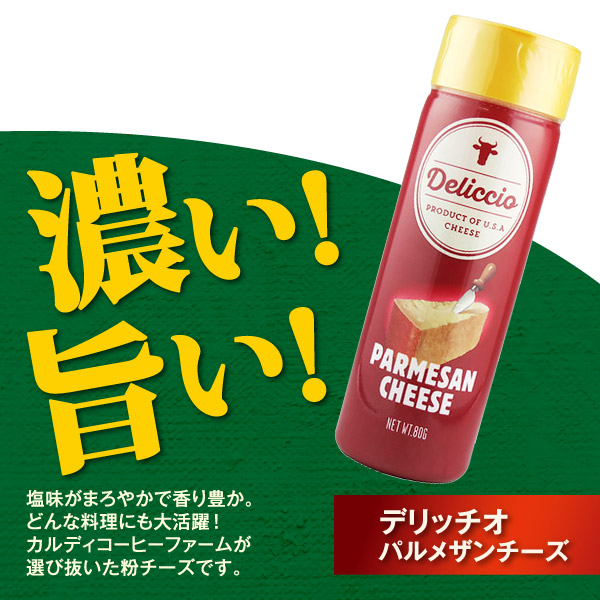 濃い!
旨い!
Deliccio
PRODUCT OF U.S.A
CHEESE
PARMESAN
CHEESE
NET WT.80G
塩味がまろやかで香り豊か。
どんな料理にも大活躍!
カルディコーヒーファームが
選び抜いた粉チーズです。
デリッチオ
パルメザンチーズ